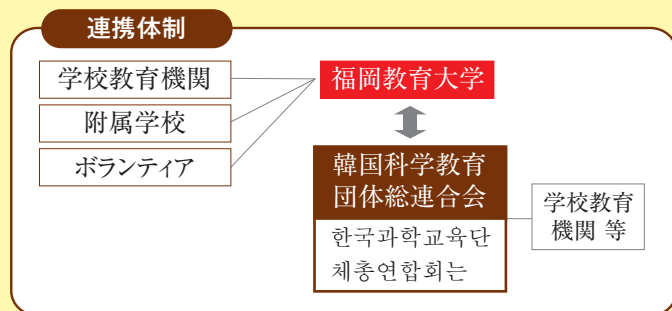 連携体制
学校教育機関
附属学校
ボランティア
福岡教育大学
韓国科学教育
団体総連合会
한국과학교육단
체총연합회는
学校教育
機関 等